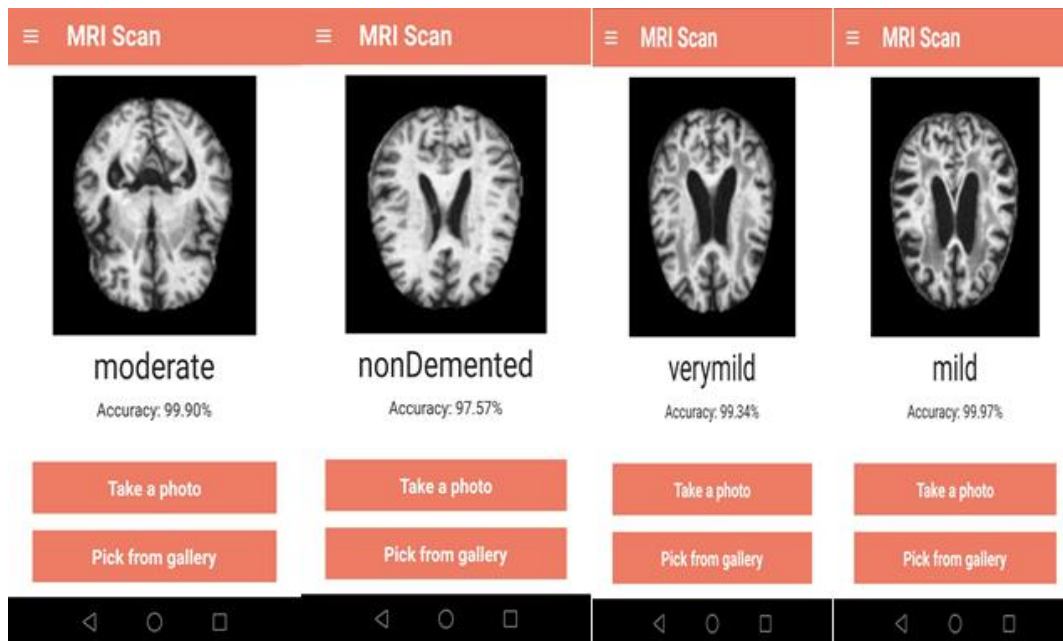 MRI Scan
moderate
Accuracy: 99.90%
Take a photo
Pick from gallery
MRI Scan
nonDemented
Accuracy: 97.57%
Take a photo
Pick from gallery
MRI Scan
verymild
Accuracy: 99.34%
Take a photo
Pick from gallery
MRI Scan
mild
Accuracy: 99.97%
Take a photo
Pick from gallery